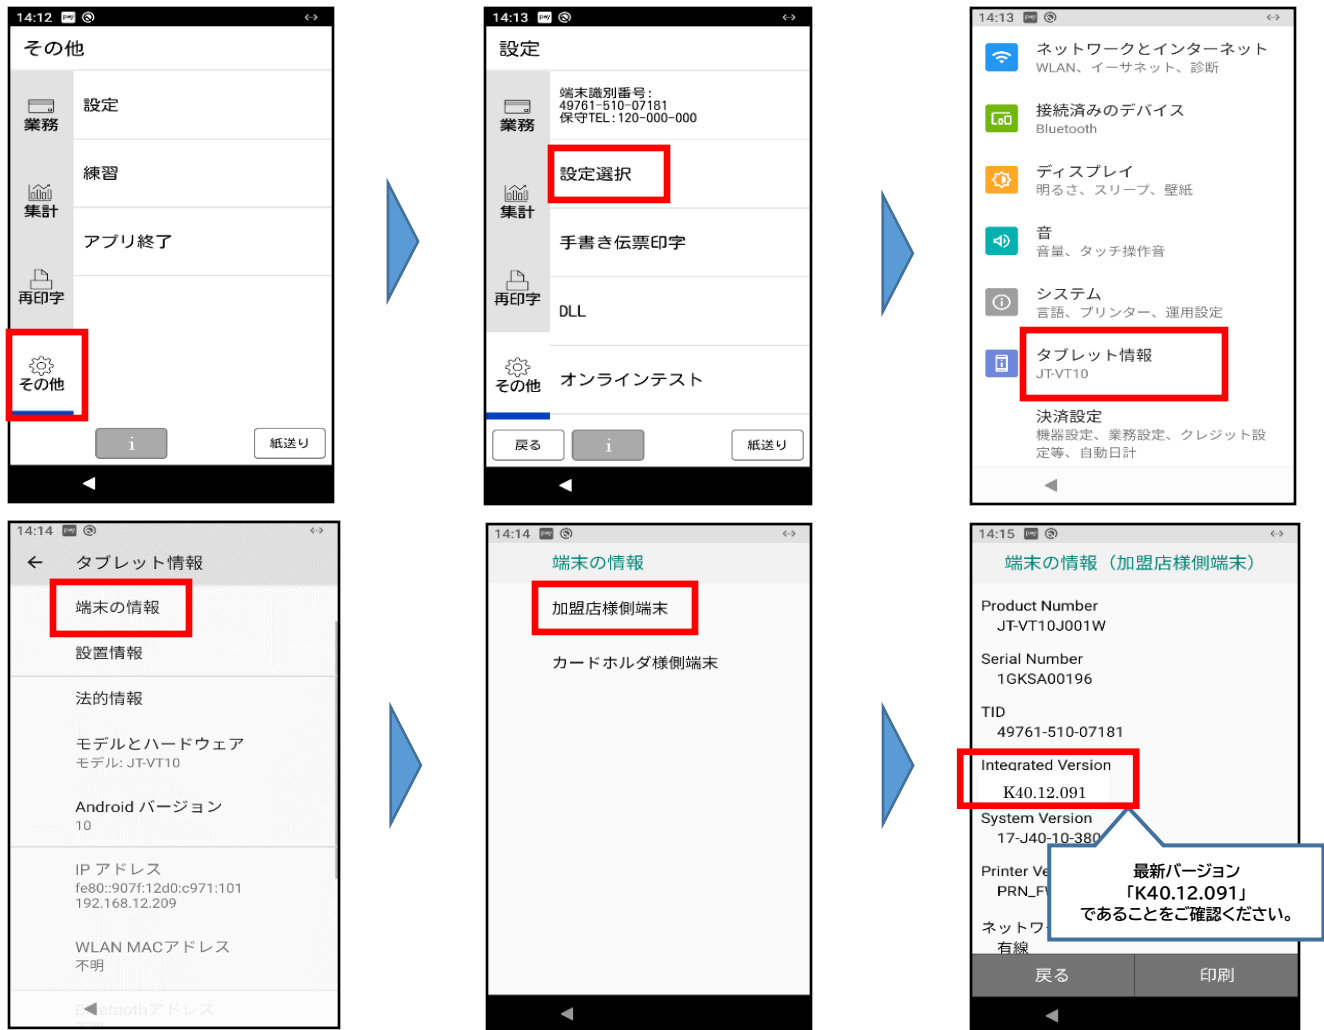 14:12
その他
業務
集計
再印字
その他
設定
練習
アプリ終了
i
紙送り
14:13
設定
業務
集計
再印字
その他
端末識別番号:
49761-510-07181
保守TEL:120-000-000
設定選択
手書き伝票印字
DLL
オンラインテスト
戻る
i
紙送り
14:13
ネットワークとインターネット
WLAN、イーサネット、診断
接続済みのデバイス
Bluetooth
ディスプレイ
明るさ、スリープ、壁紙
音
音量、タッチ操作音
システム
言語、プリンター、運用設定
タブレット情報
JT-VT10
決済設定
機器設定、業務設定、クレジット設
定等、自動日計
14:14
タブレット情報
端末の情報
設置情報
法的情報
モデルとハードウェア
モデル: JT-VT10
Android バージョン
10
IP アドレス
fe80::907f:12d0:c971:101
192.168.12.209
WLAN MACアドレス
不明
14:14
端末の情報
加盟店様側端末
カードホルダ様側端末
14:15
端末の情報（加盟店様側端末）
Product Number
JT-VT10J001W
Serial Number
1GKSA00196
TID
49761-510-07181
Integrated Version
K40.12.091
System Version
17-J40-10-380
Printer Ve
PRN_F
ネットワ
有線
戻る
印刷
最新バージョン
「K40.12.091」
であることをご確認ください。